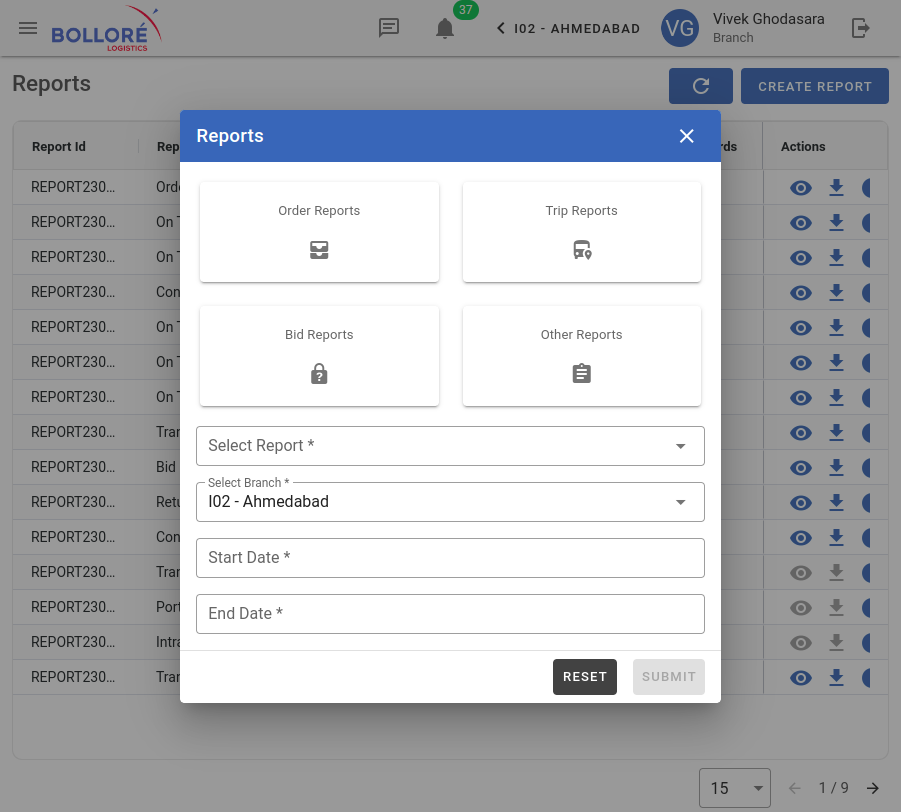 BOLLORÉ
LOGISTICS
37
I02 - AHMEDABAD
VG
Vivek Ghodasara
Branch
Reports
CREATE REPORT
Report Id
Rep
rds
Actions
Reports
REPORT230...
Orde
REPORT230...
On T
REPORT230...
On T
REPORT230...
Con
REPORT230...
On T
REPORT230...
On T
REPORT230...
On T
REPORT230...
Tran
REPORT230...
Bid
REPORT230...
Retu
REPORT230...
Con
REPORT230...
Tran
REPORT230...
Port
REPORT230...
Intra
REPORT230...
Tran
Order Reports
Trip Reports
Bid Reports
Other Reports
Select Report *
Select Branch *
I02 - Ahmedabad
Start Date *
End Date *
RESET
SUBMIT
15
1 / 9